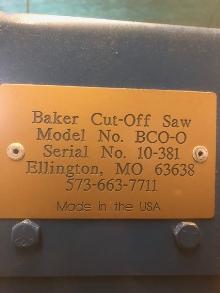 Baker Cut-Off Saw
Model No. BCO-O
Serial No. 10-381
Ellington, MO 63638
573-663-7711
Made in the USA